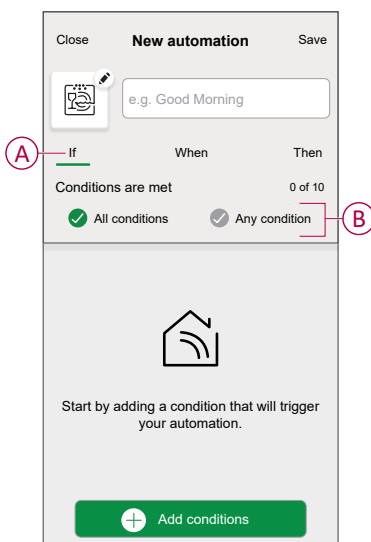 Close New automation Save
e.g. Good Morning
A If When Then
Conditions are met 0 of 10
All conditions Any condition B
Start by adding a condition that will trigger
your automation.
Add conditions